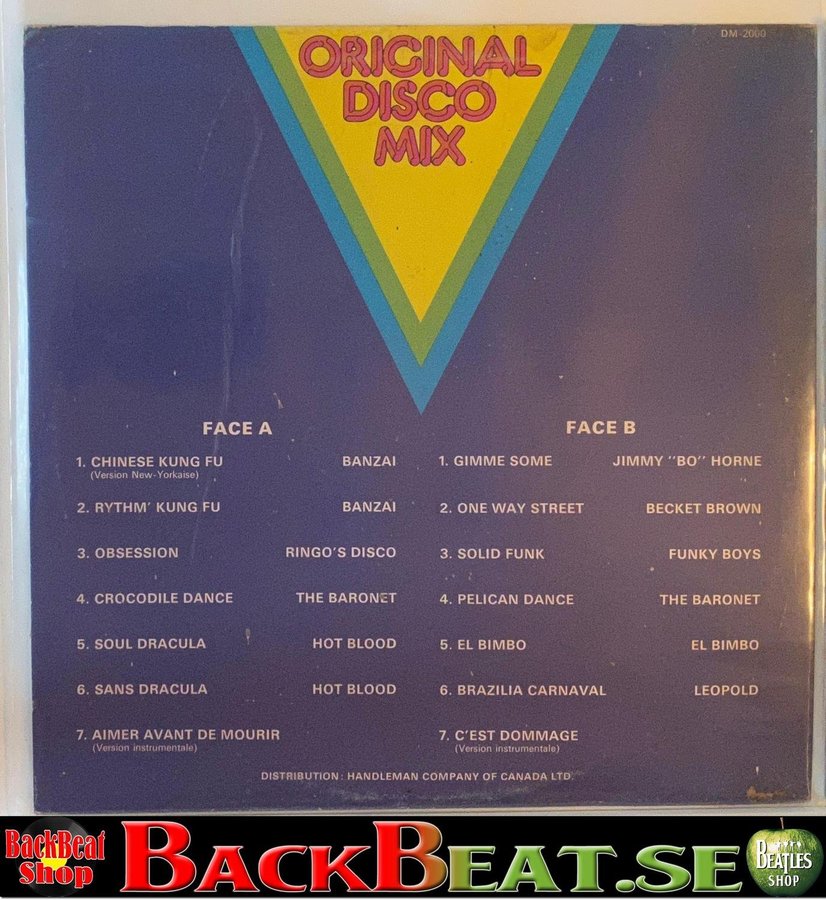 DM-2000
ORIGINAL
DISCO
MIX
FACE A
1. CHINESE KUNG FU BANZAI
(Version New-Yorkaise)
2. RYTHM' KUNG FU BANZAI
3. OBSESSION RINGO'S DISCO
4. CROCODILE DANCE THE BARONET
5. SOUL DRACULA HOT BLOOD
6. SANS DRACULA HOT BLOOD
7. AIMER AVANT DE MOURIR
(Version instrumentale)
FACE B
1. GIMME SOME JIMMY "BO" HORNE
2. ONE WAY STREET BECKET BROWN
3. SOLID FUNK FUNKY BOYS
4. PELICAN DANCE THE BARONET
5. EL BIMBO EL BIMBO
6. BRAZILIA CARNAVAL LEOPOLD
7. C'EST DOMMAGE
(Version instrumentale)
DISTRIBUTION: HANDLEMAN COMPANY OF CANADA LTD.
BackBeat
Shop
BACKBEAT.SE
BEATLES
SHOP